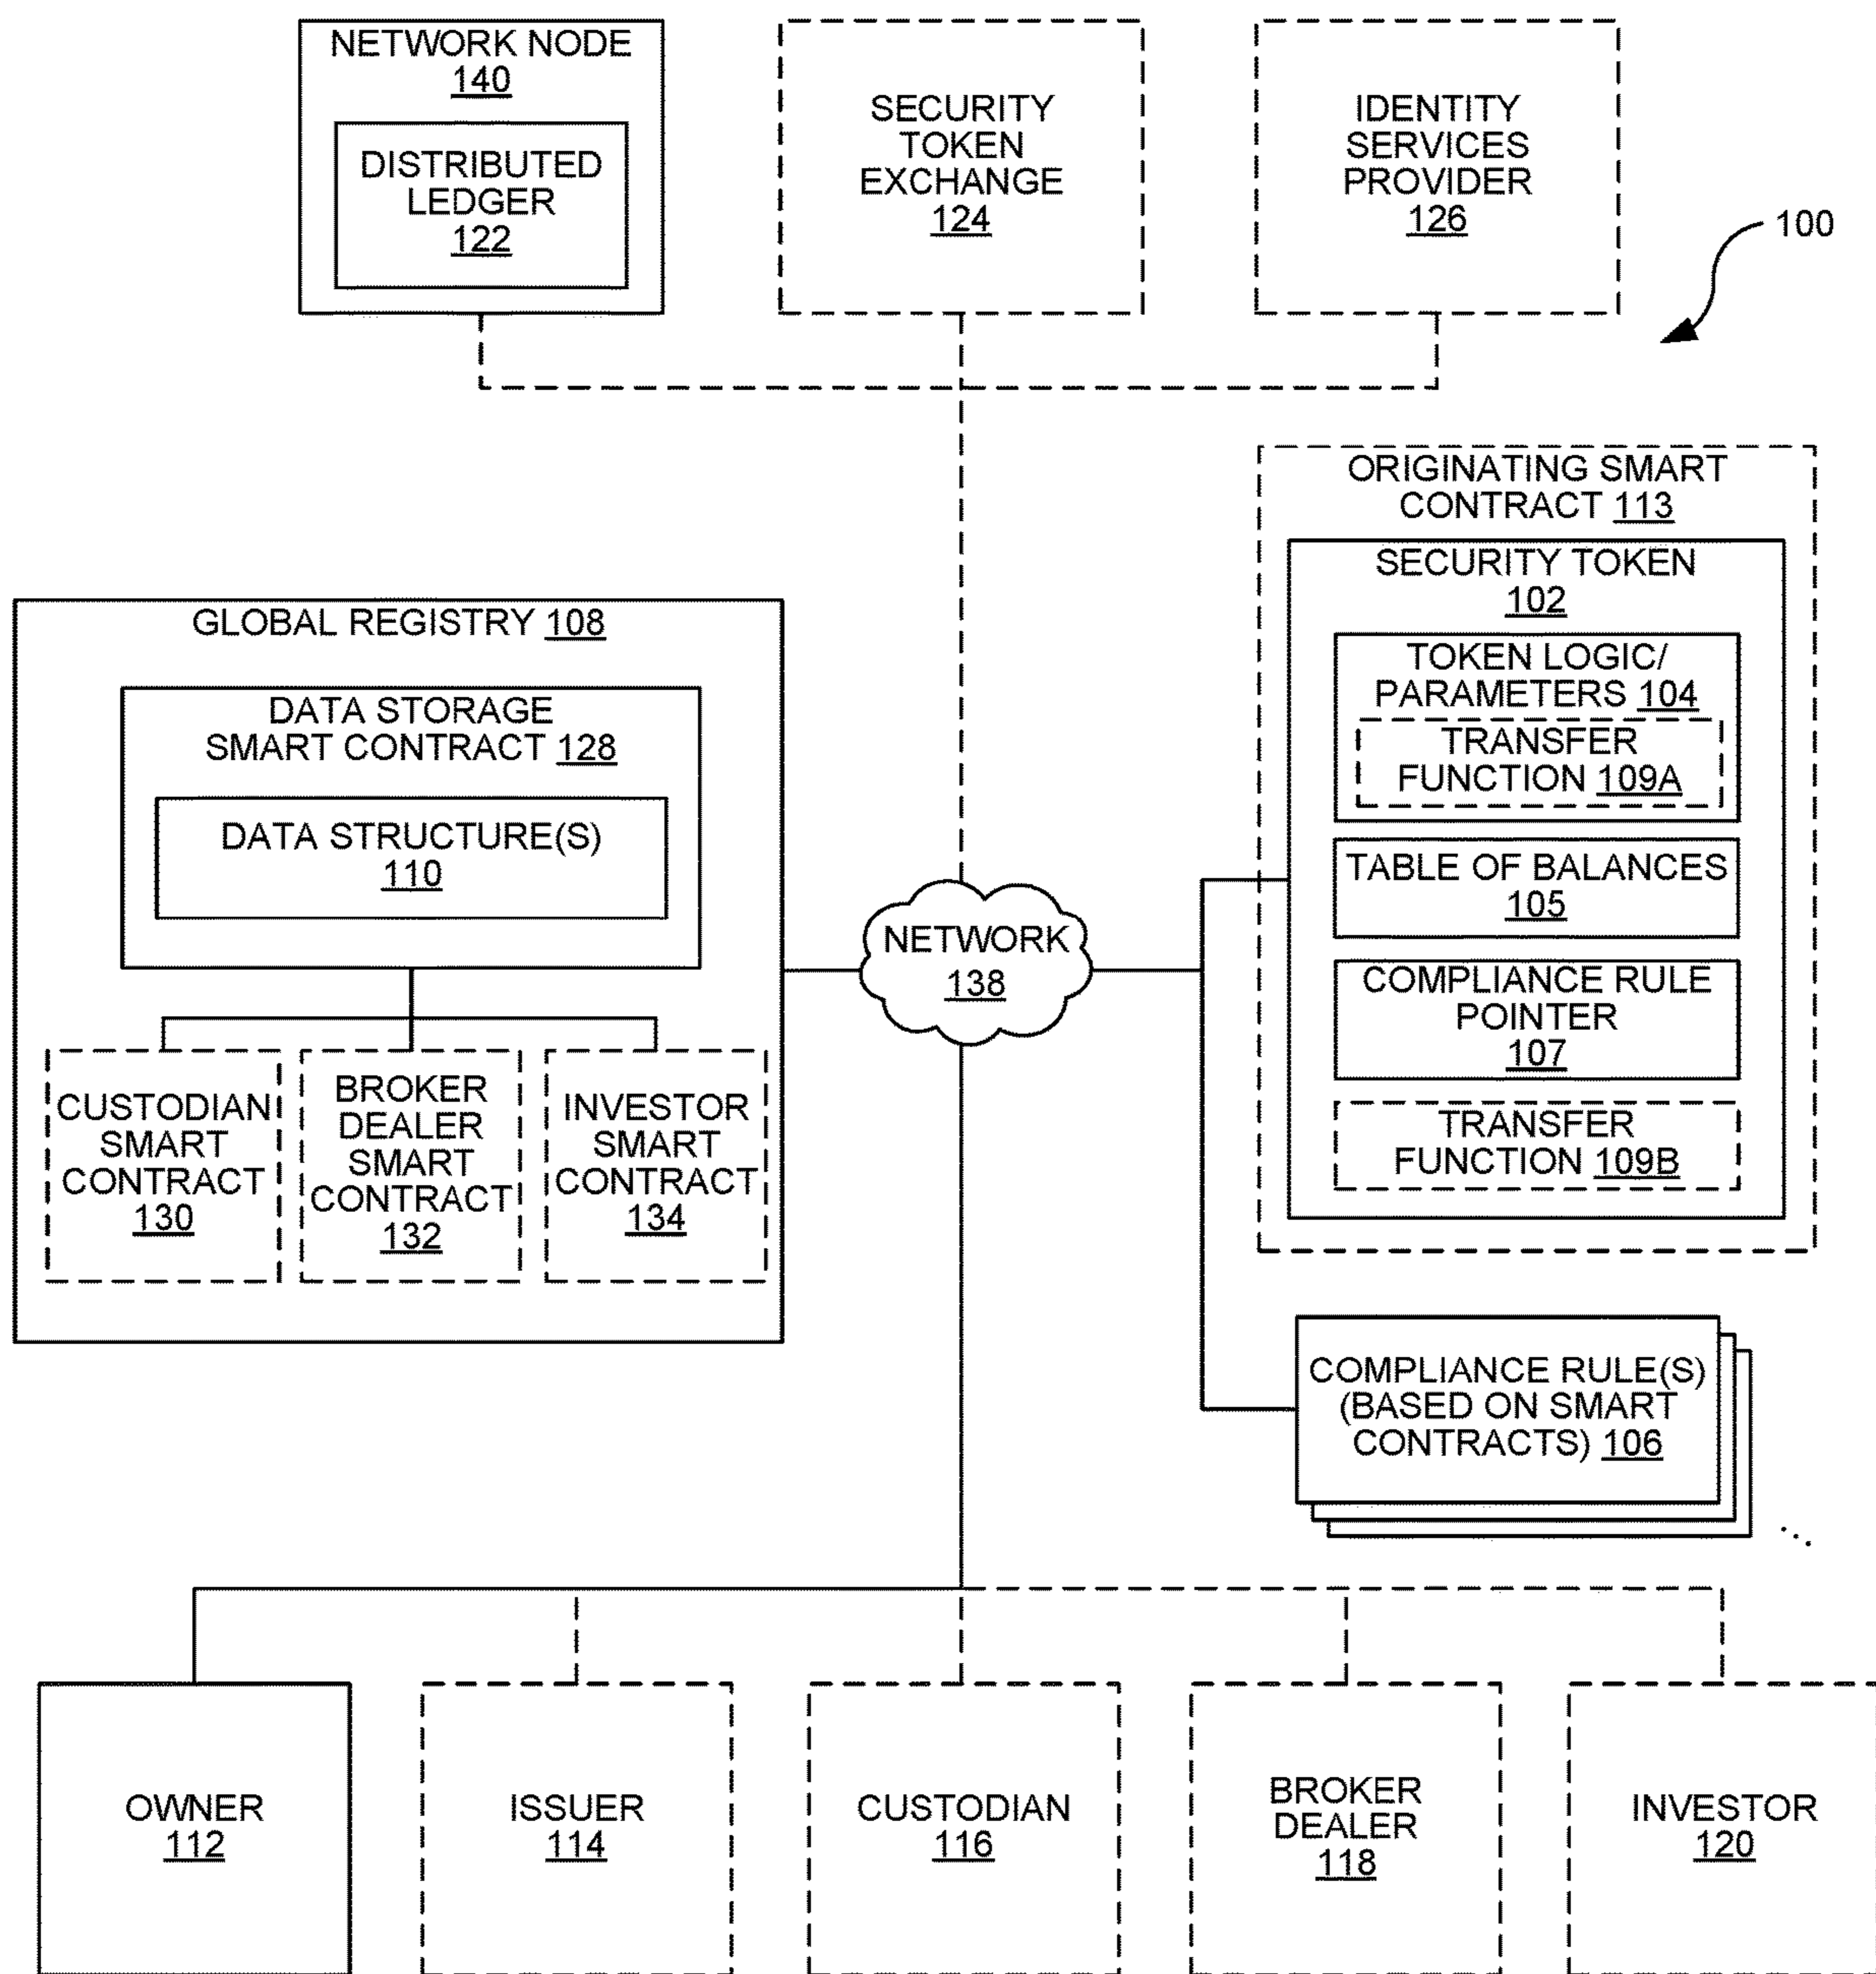 NETWORK NODE
140
DISTRIBUTED
LEDGER
122
SECURITY
TOKEN
EXCHANGE
124
IDENTITY
SERVICES
PROVIDER
126
100
ORIGINATING SMART
CONTRACT 113
SECURITY TOKEN
102
TOKEN LOGIC/
PARAMETERS 104
TRANSFER
FUNCTION 109A
TABLE OF BALANCES
105
COMPLIANCE RULE
POINTER
107
TRANSFER
FUNCTION 109B
GLOBAL REGISTRY 108
DATA STORAGE
SMART CONTRACT 128
DATA STRUCTURE(S)
110
CUSTODIAN
SMART
CONTRACT
130
BROKER
DEALER
SMART
CONTRACT
132
INVESTOR
SMART
CONTRACT
134
NETWORK
138
COMPLIANCE RULE(S)
(BASED ON SMART
CONTRACTS) 106
...
OWNER
112
ISSUER
114
CUSTODIAN
116
BROKER
DEALER
118
INVESTOR
120